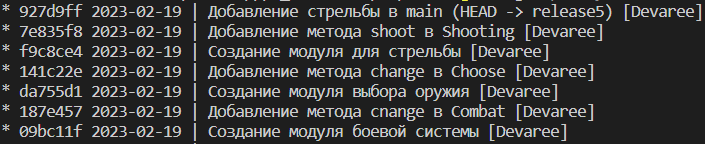 * 927d9ff 2023-02-19 | Добавление стрельбы в main (HEAD -> release5) [Devaree]
* 7e835f8 2023-02-19 | Добавление метода shoot в Shooting [Devaree]
* f9c8ce4 2023-02-19 | Создание модуля для стрельбы [Devaree]
* 141c22e 2023-02-19 | Добавление метода change в Choose [Devaree]
* da755d1 2023-02-19 | Создание модуля выбора оружия [Devaree]
* 187e457 2023-02-19 | Добавление метода cnange в Combat [Devaree]
* 09bc11f 2023-02-19 | Создание модуля боевой системы [Devaree]